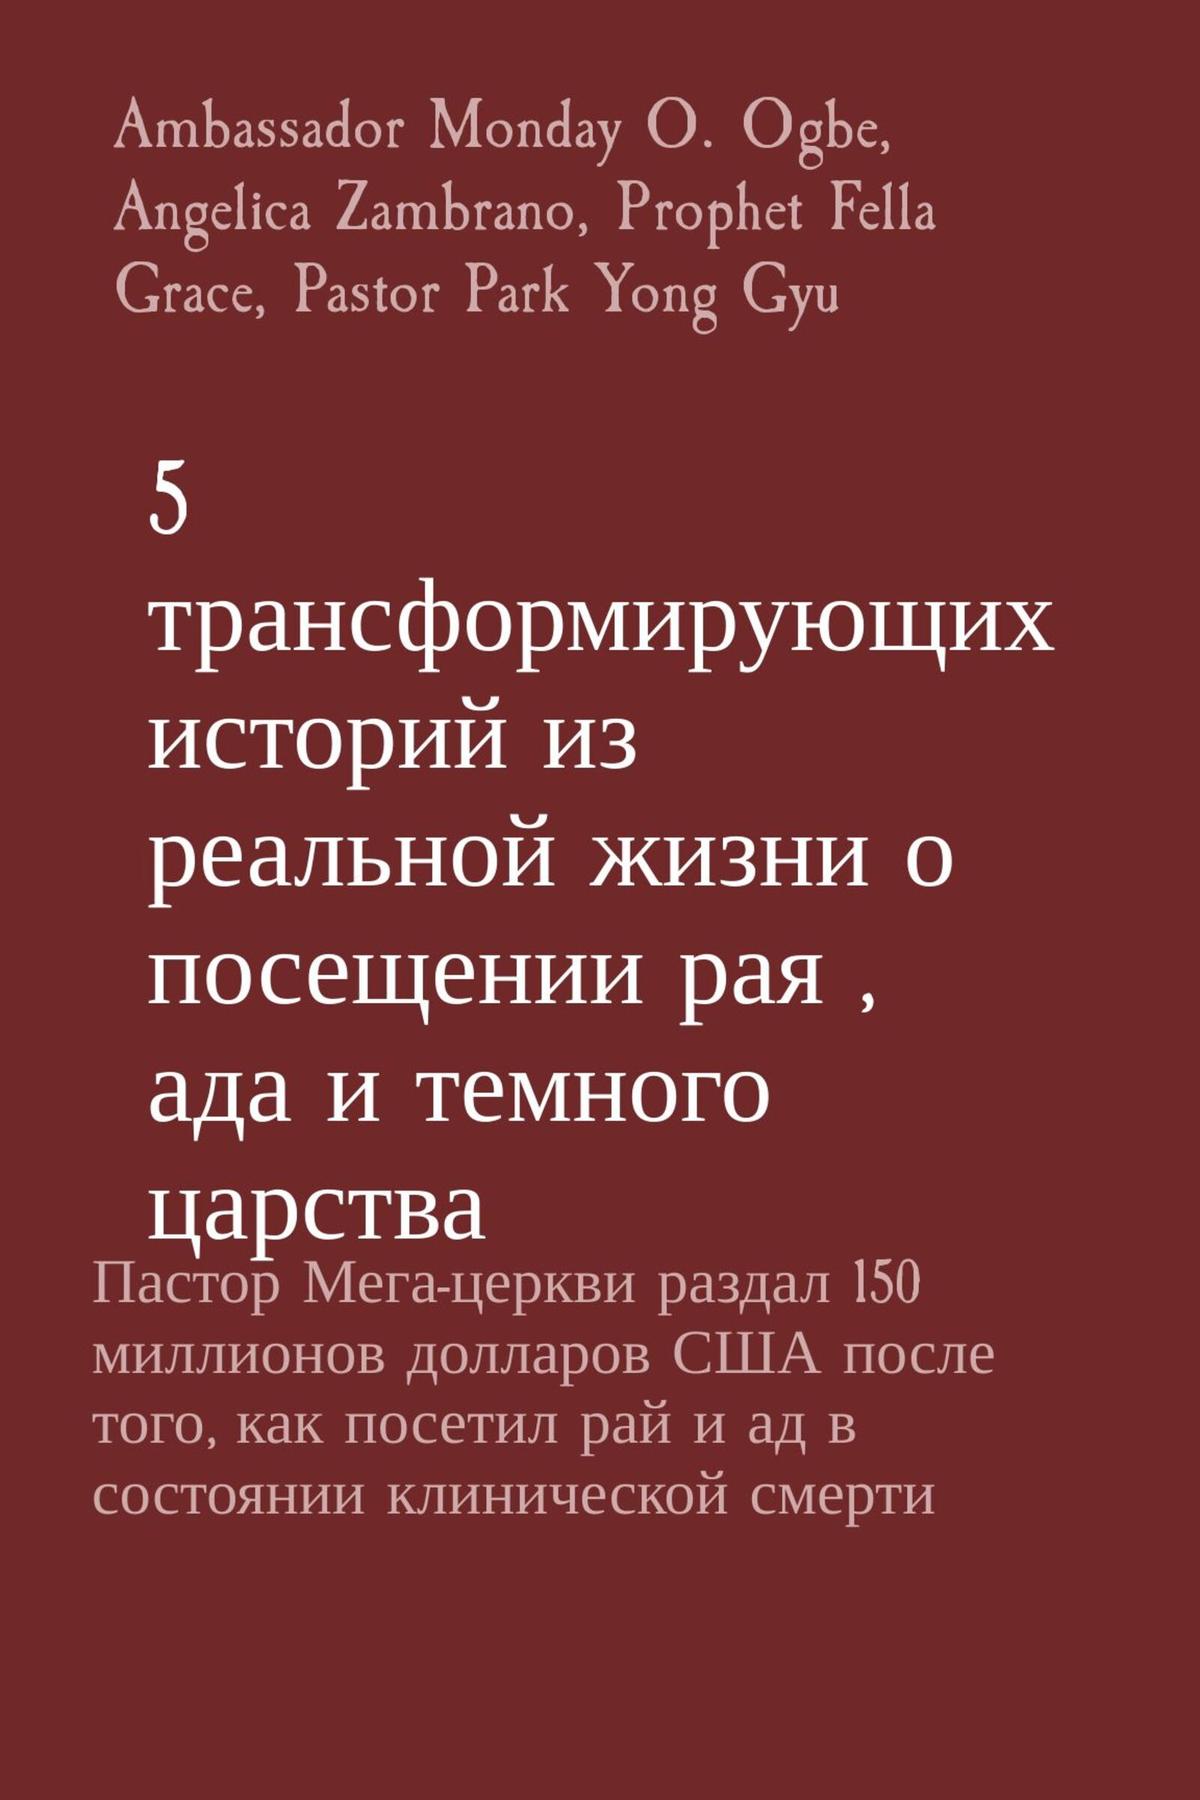 Ambassador Monday O. Ogbe,
Angelica Zambrano, Prophet Fella
Grace, Pastor Park Yong Gyu
5
трансформирующих
историй из
реальной жизни о
посещении рая ,
ада и темного
царства
Пастор Мега-церкви раздал 150
миллионов долларов США после
того, как посетил рай и ад в
состоянии клинической смерти